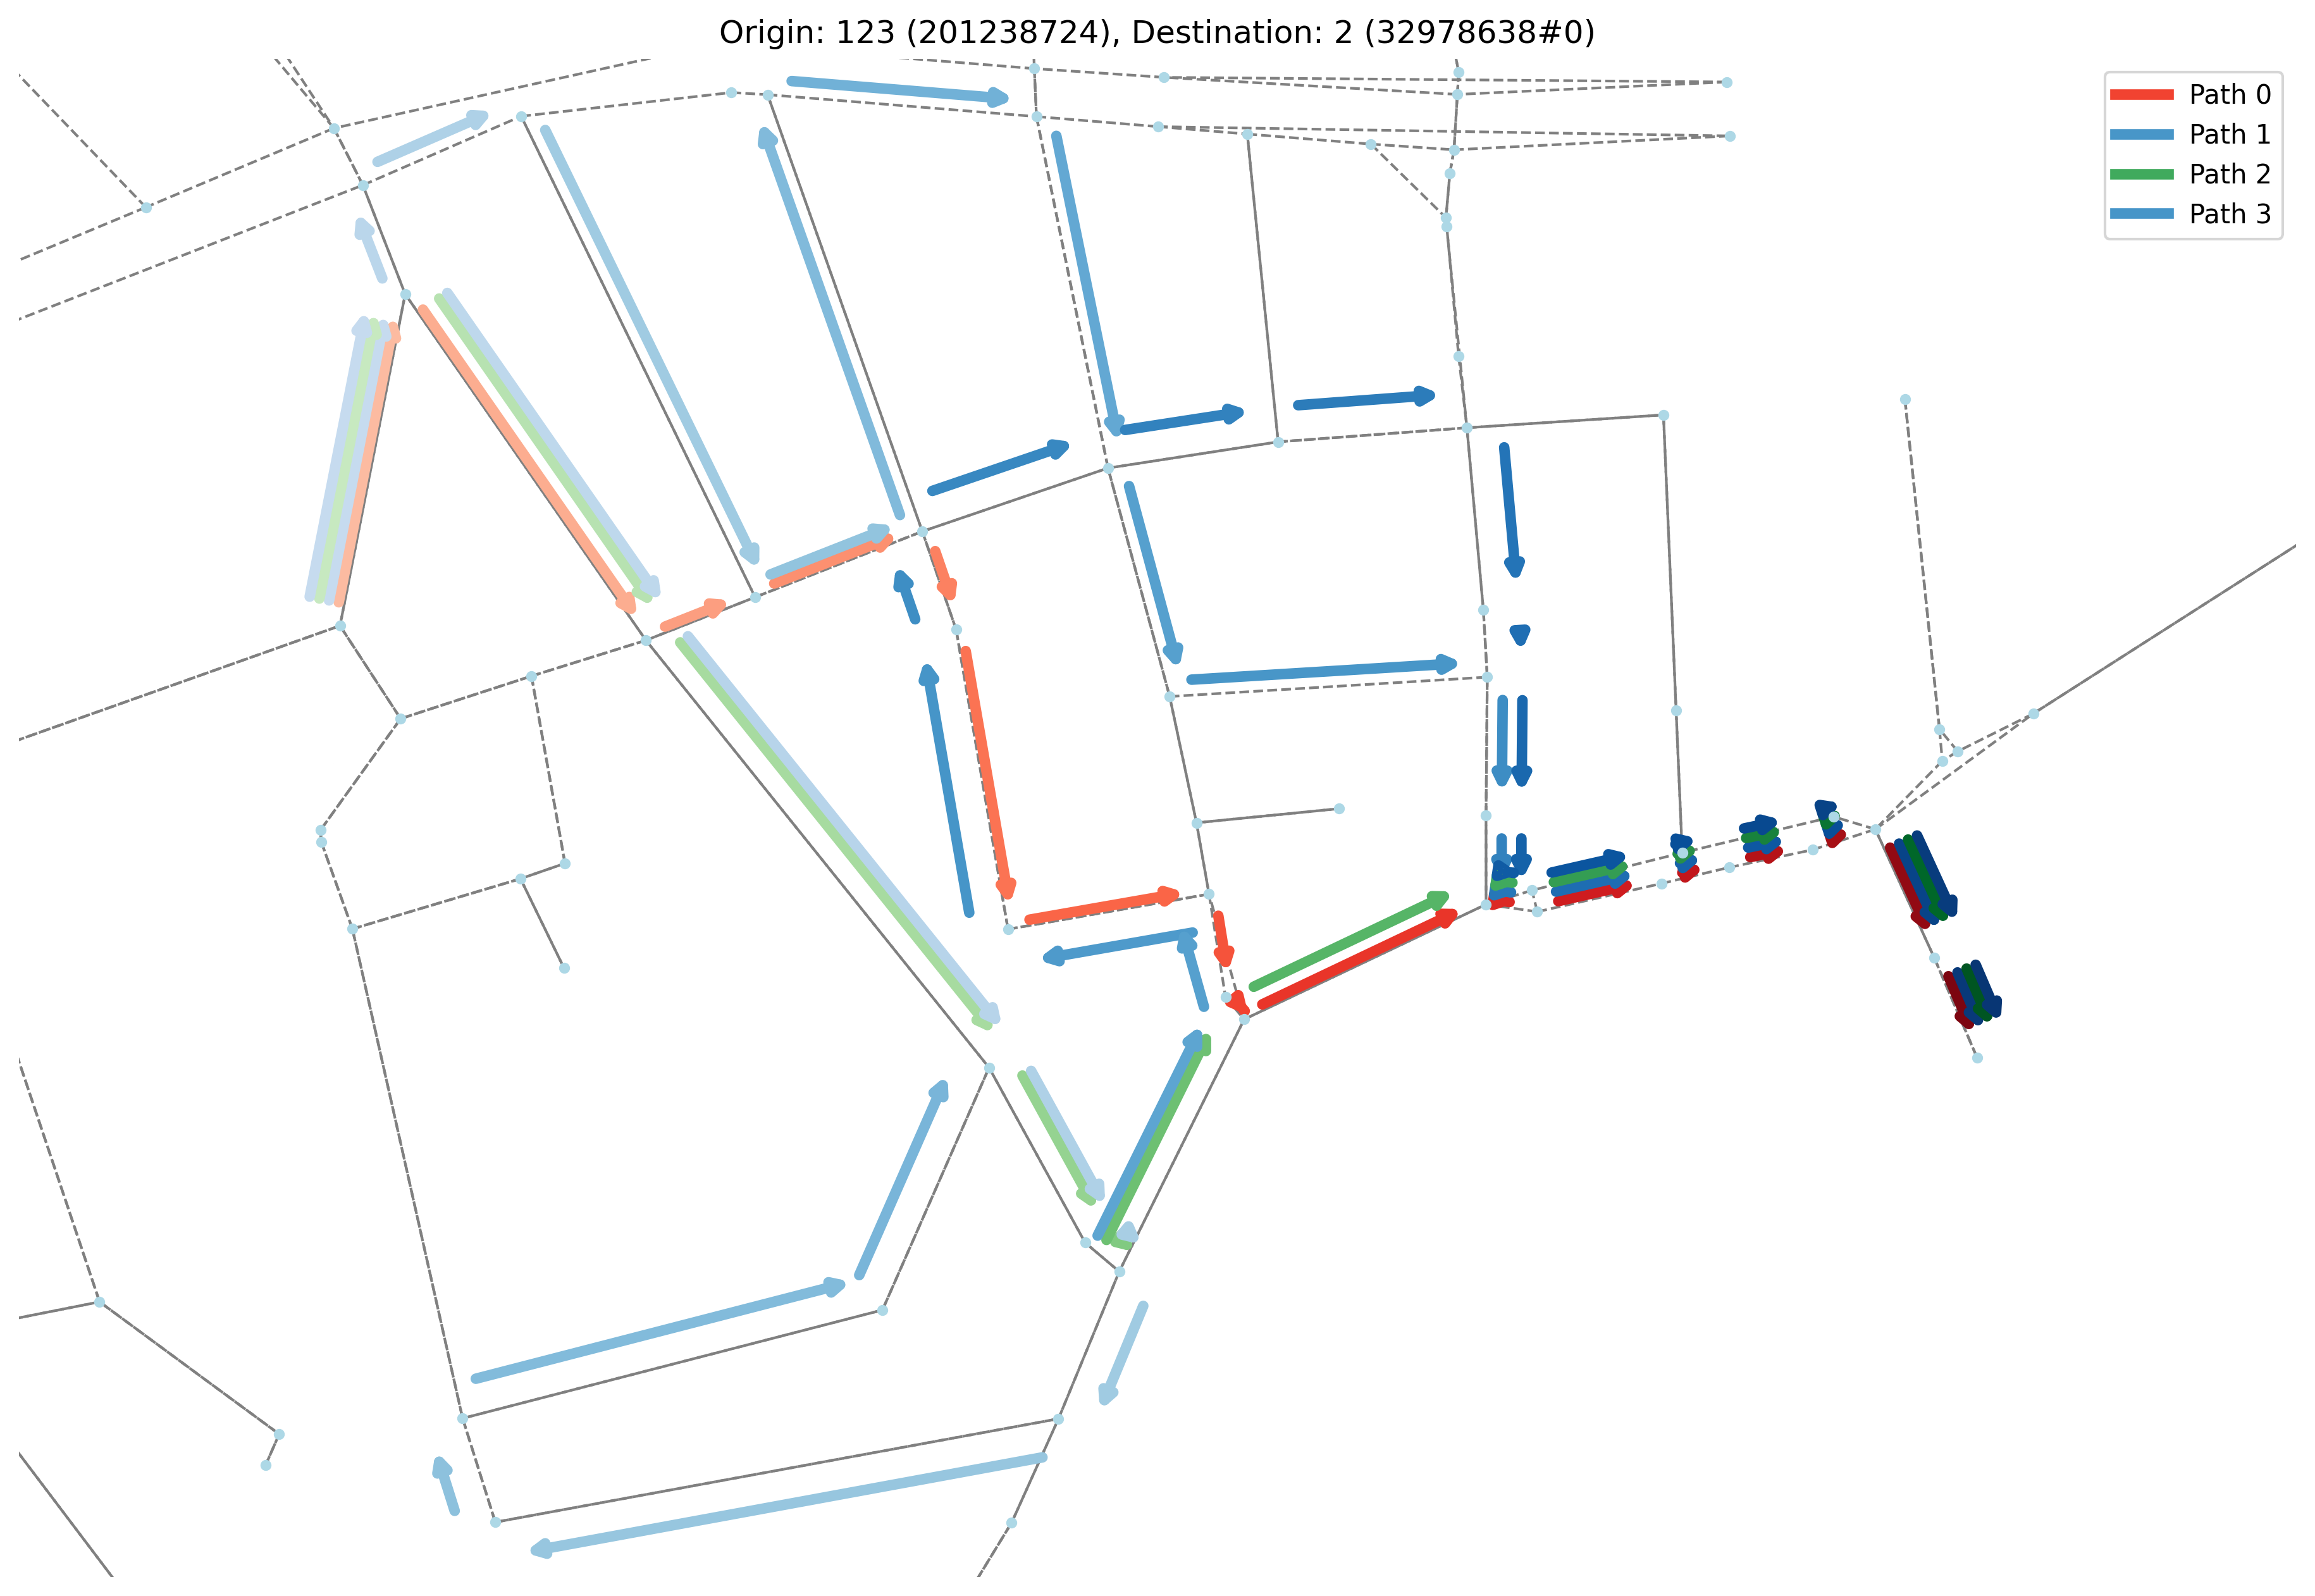 Origin: 123 (201238724), Destination: 2 (32978638#0)
Path 0
Path 1
Path 2
Path 3